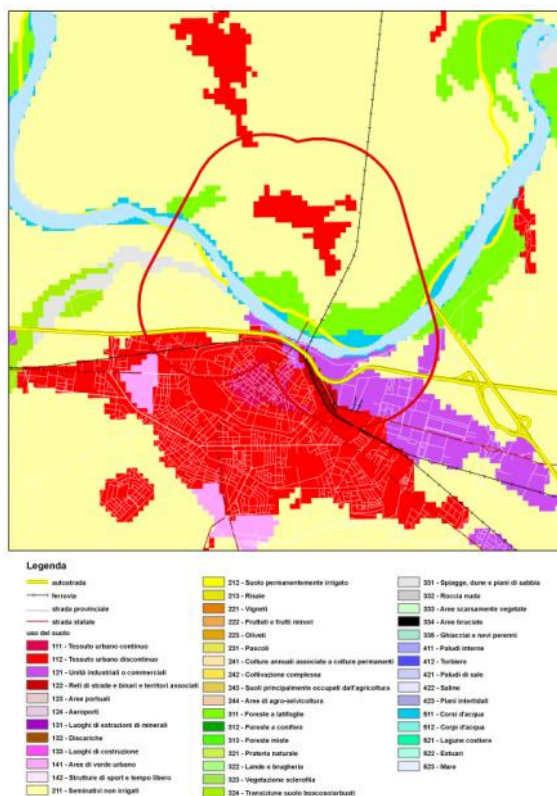 Legenda
autostrada
ferrovia
strada provinciale
strada statale
uso del suolo
111 - Tessuto urbano continuo
112 - Tessuto urbano discontinuo
121 - Unità industriali o commerciali
122 - Reti di strade e binari e territori associati
123 - Aree portuali
124 - Aeroporti
131 - Luoghi di estrazioni di minerali
132 - Discariche
133 - Luoghi di costruzione
141 - Aree di verde urbano
142 - Strutture di sport e tempo libero
211 - Seminativi non irrigati
212 - Suolo permanentemente irrigato
213 - Risaie
221 - Vigneti
222 - Frutteti e frutti minori
223 - Oliveti
231 - Pascoli
241 - Colture annuali associate a colture permanenti
242 - Coltivazione complessa
243 - Suoli principalmente occupati dall'agricoltura
244 - Aree di agro-selvicoltura
311 - Foreste a latifoglie
312 - Foreste a conifere
313 - Foreste miste
321 - Prateria naturale
322 - Lande e brugheria
323 - Vegetazione sclerofila
324 - Transizione suolo boscoso/arbusti
331 - Spiagge, dune e piani di sabbia
332 - Roccia nuda
333 - Aree scarsamente vegetate
334 - Aree bruciate
335 - Ghiacciai e nevi perenni
411 - Paludi interne
412 - Torbiere
421 - Paludi di sale
422 - Saline
423 - Piani intertidali
511 - Corsi d'acqua
512 - Corpi d'acqua
521 - Lagune costiere
522 - Estuari
523 - Mare